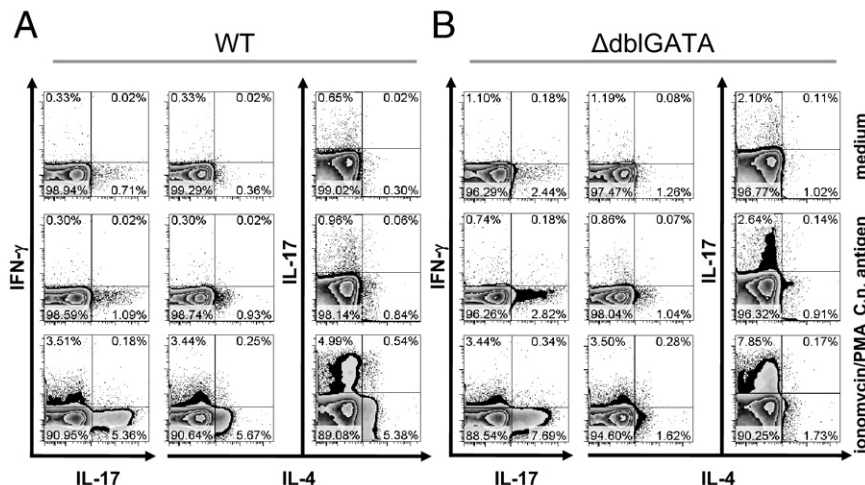 A
WT
B
ΔdblGATA
0.33% 0.02% 0.33% 0.02% 0.65% 0.02%
98.94% 0.71% 99.29% 0.36% 99.02% 0.30%
1.10% 0.18% 1.19% 0.08% 2.10% 0.11%
96.29% 2.44% 97.47% 1.26% 96.77% 1.02%
medium
0.30% 0.02% 0.30% 0.02% 0.96% 0.06%
98.59% 1.09% 98.74% 0.93% 98.14% 0.84%
0.74% 0.18% 0.86% 0.07% 2.64% 0.14%
96.26% 2.82% 98.04% 1.04% 96.32% 0.91%
C.n. antigen
3.51% 0.18% 3.44% 0.25% 4.99% 0.54%
90.95% 5.36% 90.64% 5.67% 89.08% 5.38%
3.44% 0.34% 3.50% 0.28% 7.85% 0.17%
88.54% 7.69% 94.60% 1.62% 90.25% 1.73%
ionomycin/PMA
IFN-γ
IL-17
IFN-γ
IL-17
IL-17
IL-4
IL-17
IL-4